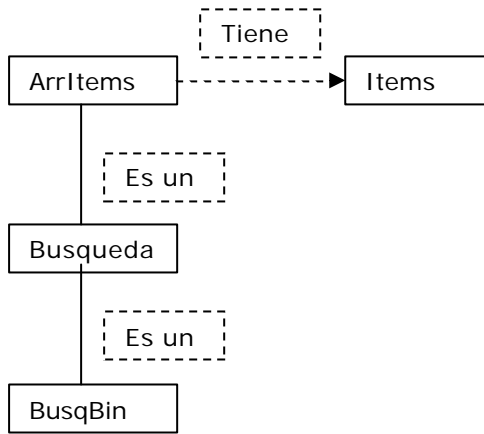 Tiene
ArrItems
Items
Es un
Busqueda
Es un
BusqBin